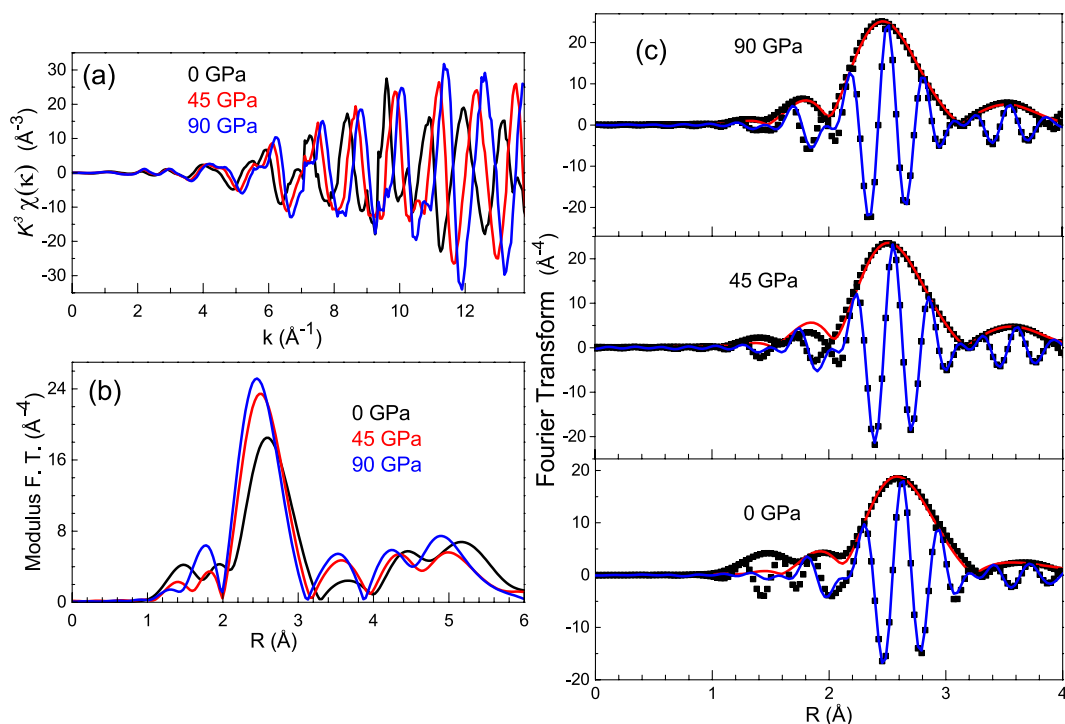 (a)
0 GPa
45 GPa
90 GPa
30
20
10
0
-10
-20
-30
K³ χ(κ) (Å⁻³)
0 2 4 6 8 10 12
k (Å⁻¹)
(b)
0 GPa
45 GPa
90 GPa
24
16
8
0
Modulus F. T. (Å⁻⁴)
0 1 2 3 4 5 6
R (Å)
(c)
90 GPa
20
10
0
-10
-20
45 GPa
20
10
0
-10
-20
0 GPa
20
10
0
-10
-20
Fourier Transform (Å⁻⁴)
0 1 2 3 4
R (Å)